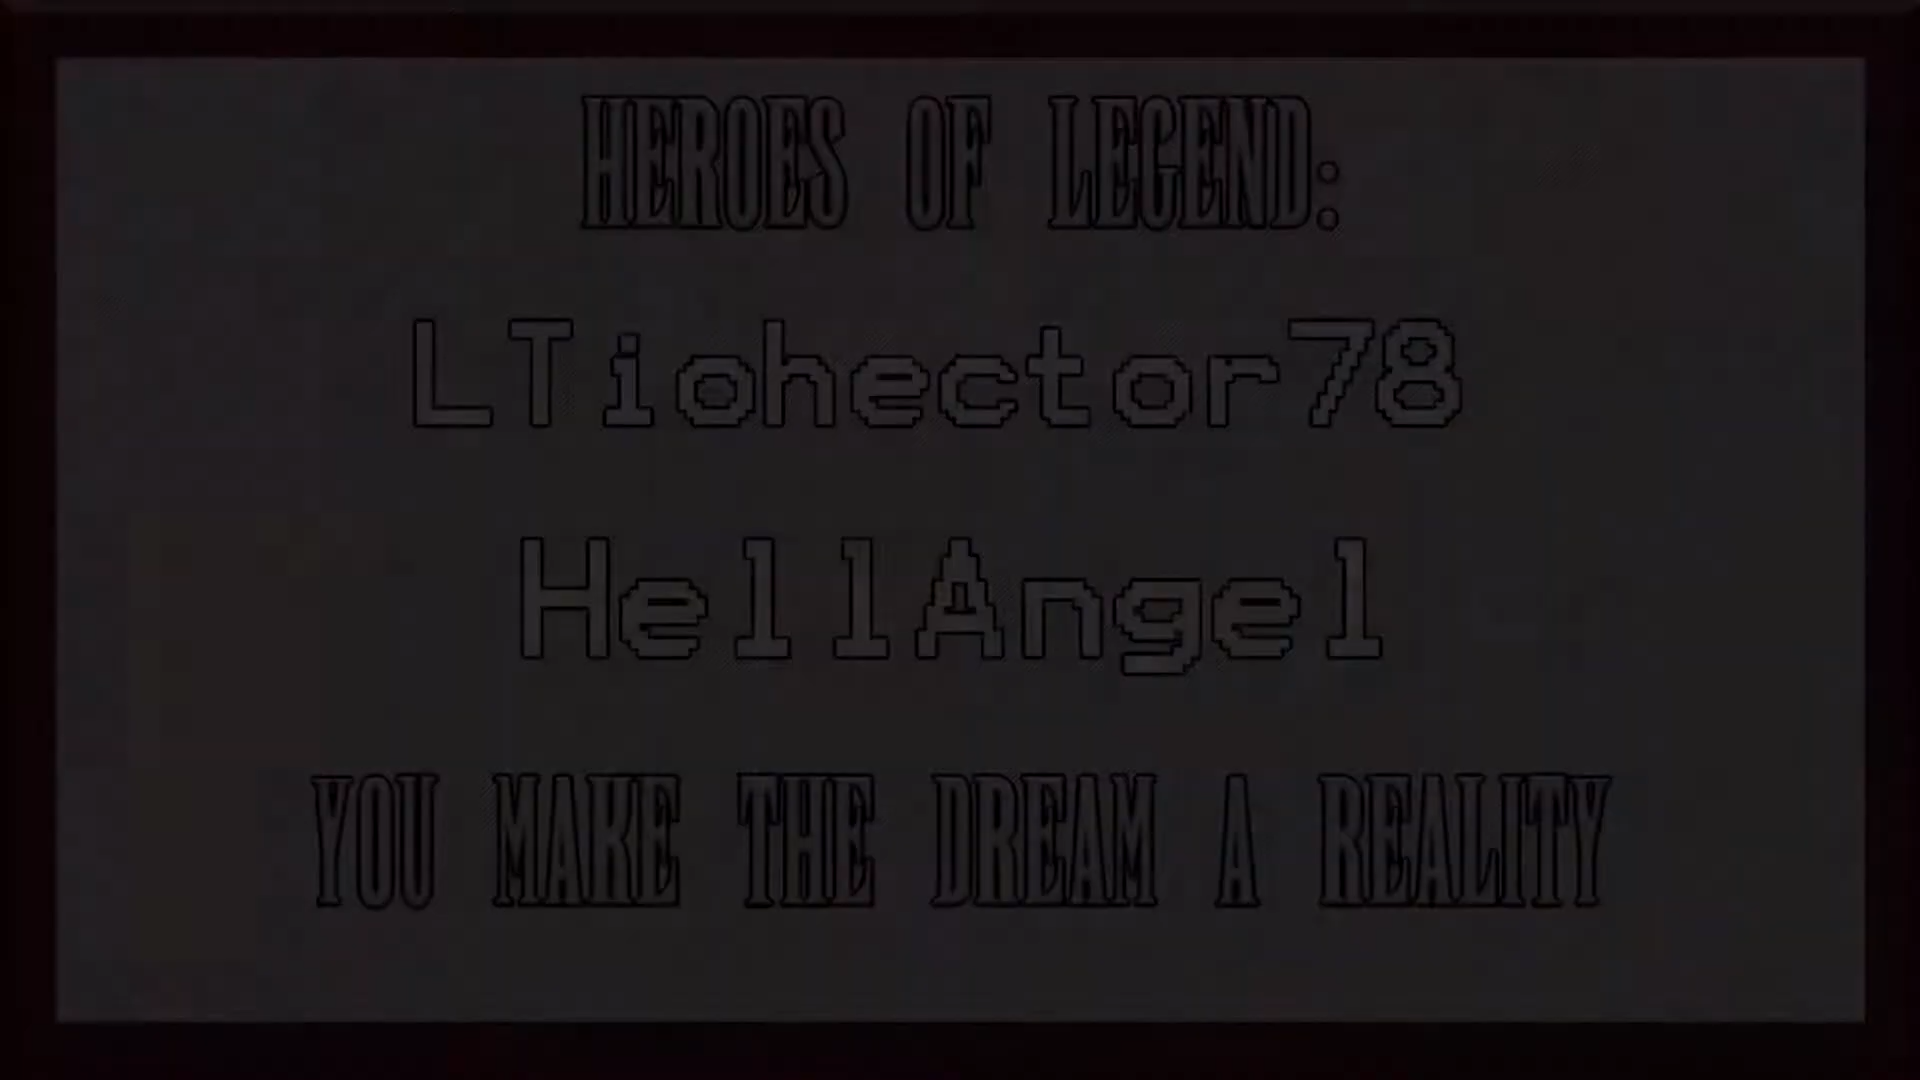 HEROES OF LEGEND:
LTiohector78
HellAngel
YOU MAKE THE DREAM A REALITY